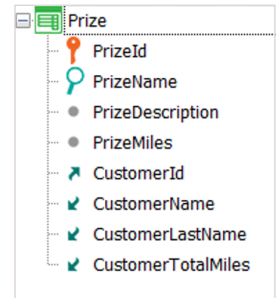 Prize
PrizeId
PrizeName
PrizeDescription
PrizeMiles
CustomerId
CustomerName
CustomerLastName
CustomerTotalMiles